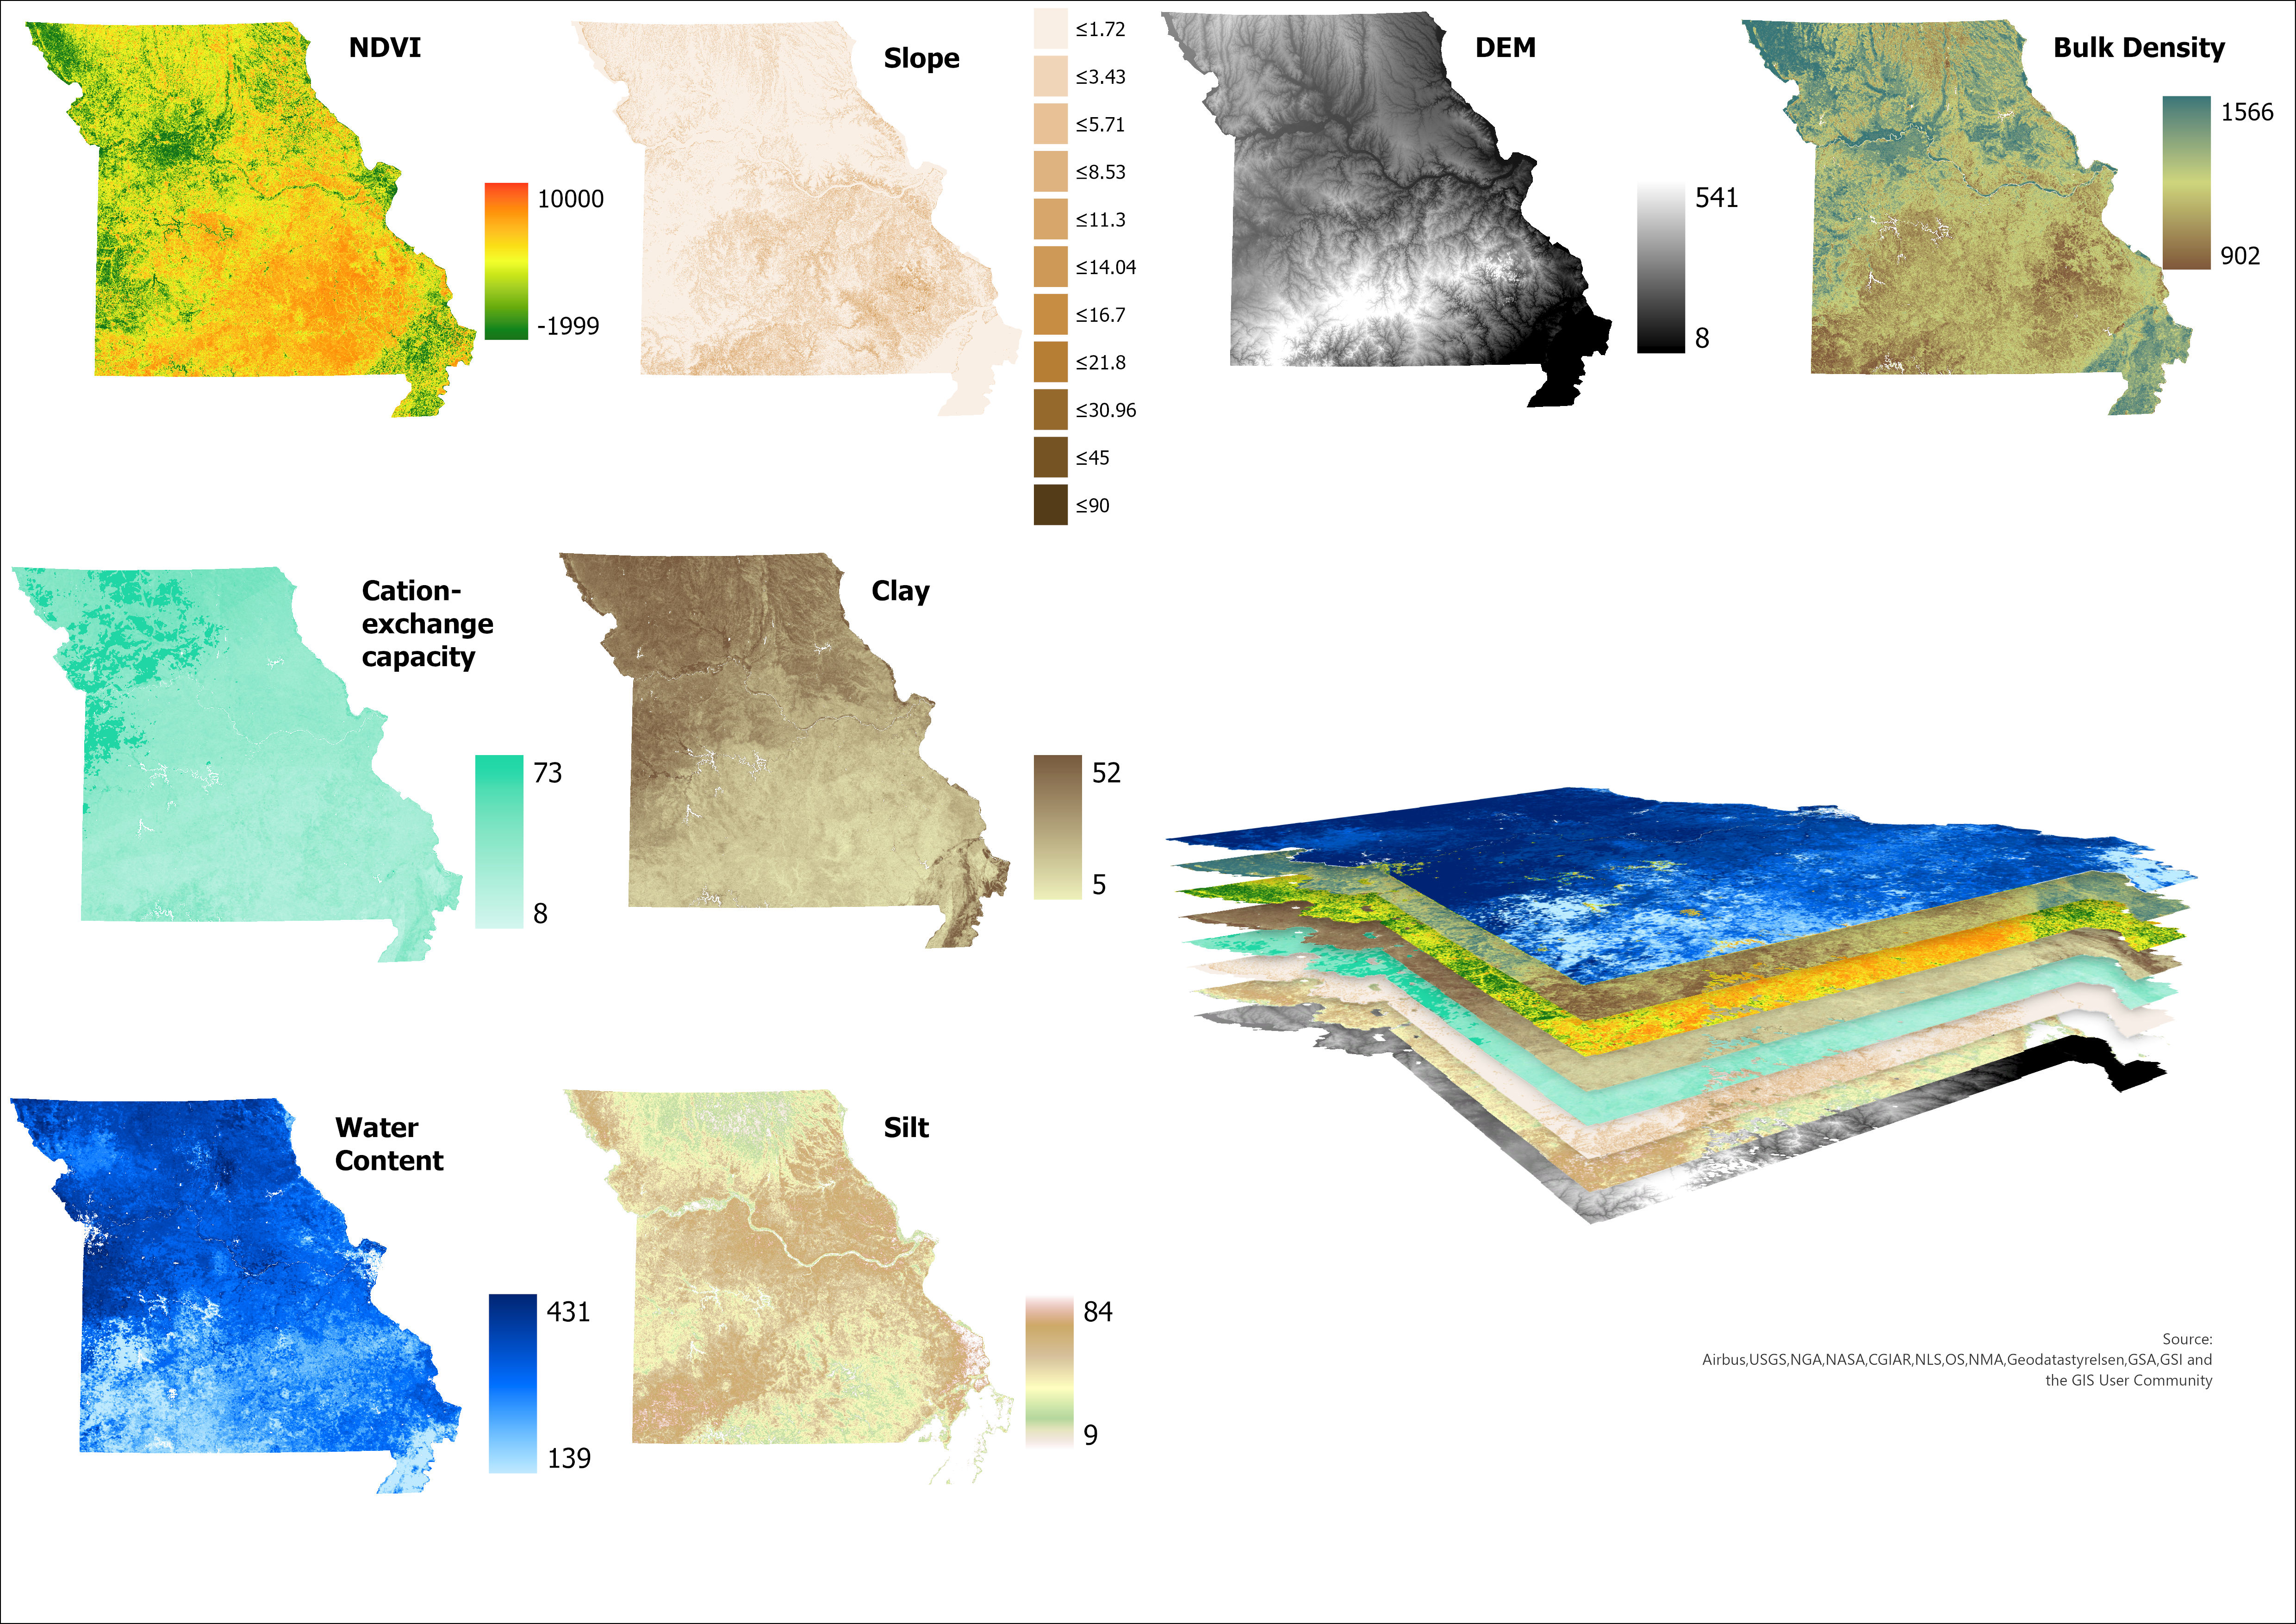 NDVI
10000
-1999
Slope
≤1.72
≤3.43
≤5.71
≤8.53
≤11.3
≤14.04
≤16.7
≤21.8
≤30.96
≤45
≤90
DEM
541
8
Bulk Density
1566
902
Cation-
exchange
capacity
73
8
Clay
52
5
Water
Content
431
139
Silt
84
9
Source:
Airbus,USGS,NGA,NASA,CGIAR,NLS,OS,NMA,Geodatastyrelsen,GSA,GSI and
the GIS User Community